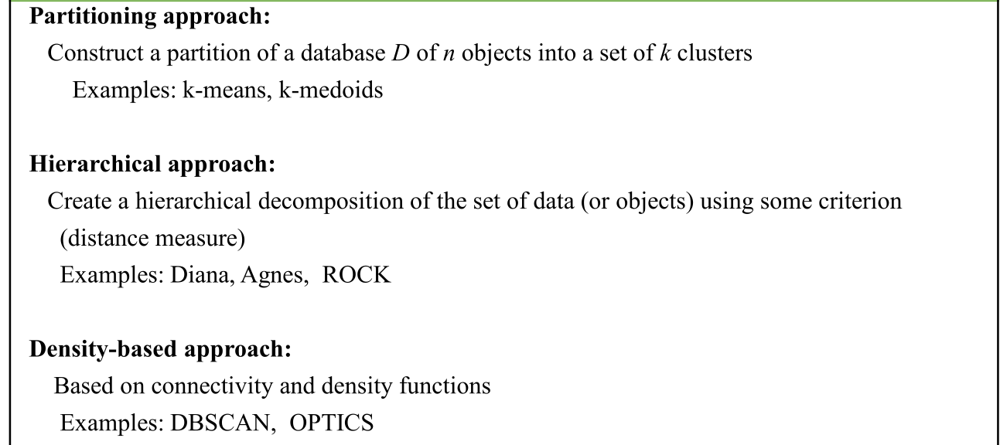 Partitioning approach:
Construct a partition of a database D of n objects into a set of k clusters
Examples: k-means, k-medoids
Hierarchical approach:
Create a hierarchical decomposition of the set of data (or objects) using some criterion
(distance measure)
Examples: Diana, Agnes,  ROCK
Density-based approach:
Based on connectivity and density functions
Examples: DBSCAN,  OPTICS